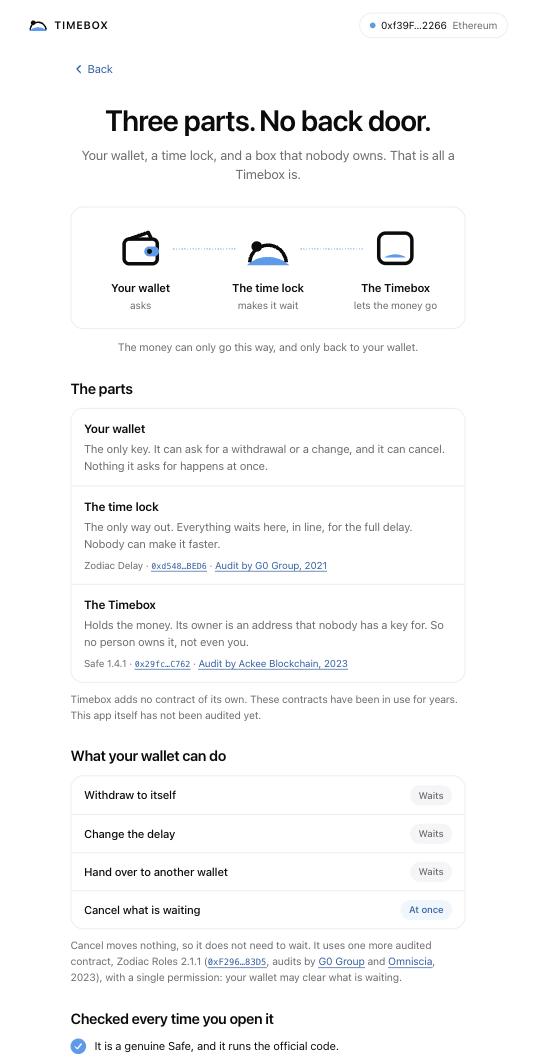 TIMEBOX
0xf39F…2266 Ethereum
Back
Three parts. No back door.
Your wallet, a time lock, and a box that nobody owns. That is all a
Timebox is.
Your wallet
asks
The time lock
makes it wait
The Timebox
lets the money go
The money can only go this way, and only back to your wallet.
The parts
Your wallet
The only key. It can ask for a withdrawal or a change, and it can cancel.
Nothing it asks for happens at once.
The time lock
The only way out. Everything waits here, in line, for the full delay.
Nobody can make it faster.
Zodiac Delay · 0xd548…BED6 · Audit by G0 Group, 2021
The Timebox
Holds the money. Its owner is an address that nobody has a key for. So
no person owns it, not even you.
Safe 1.4.1 · 0x29fc…C762 · Audit by Ackee Blockchain, 2023
Timebox adds no contract of its own. These contracts have been in use for years.
This app itself has not been audited yet.
What your wallet can do
Withdraw to itself Waits
Change the delay Waits
Hand over to another wallet Waits
Cancel what is waiting At once
Cancel moves nothing, so it does not need to wait. It uses one more audited
contract, Zodiac Roles 2.1.1 (0xF296…83D5, audits by G0 Group and Omniscia,
2023), with a single permission: your wallet may clear what is waiting.
Checked every time you open it
It is a genuine Safe, and it runs the official code.